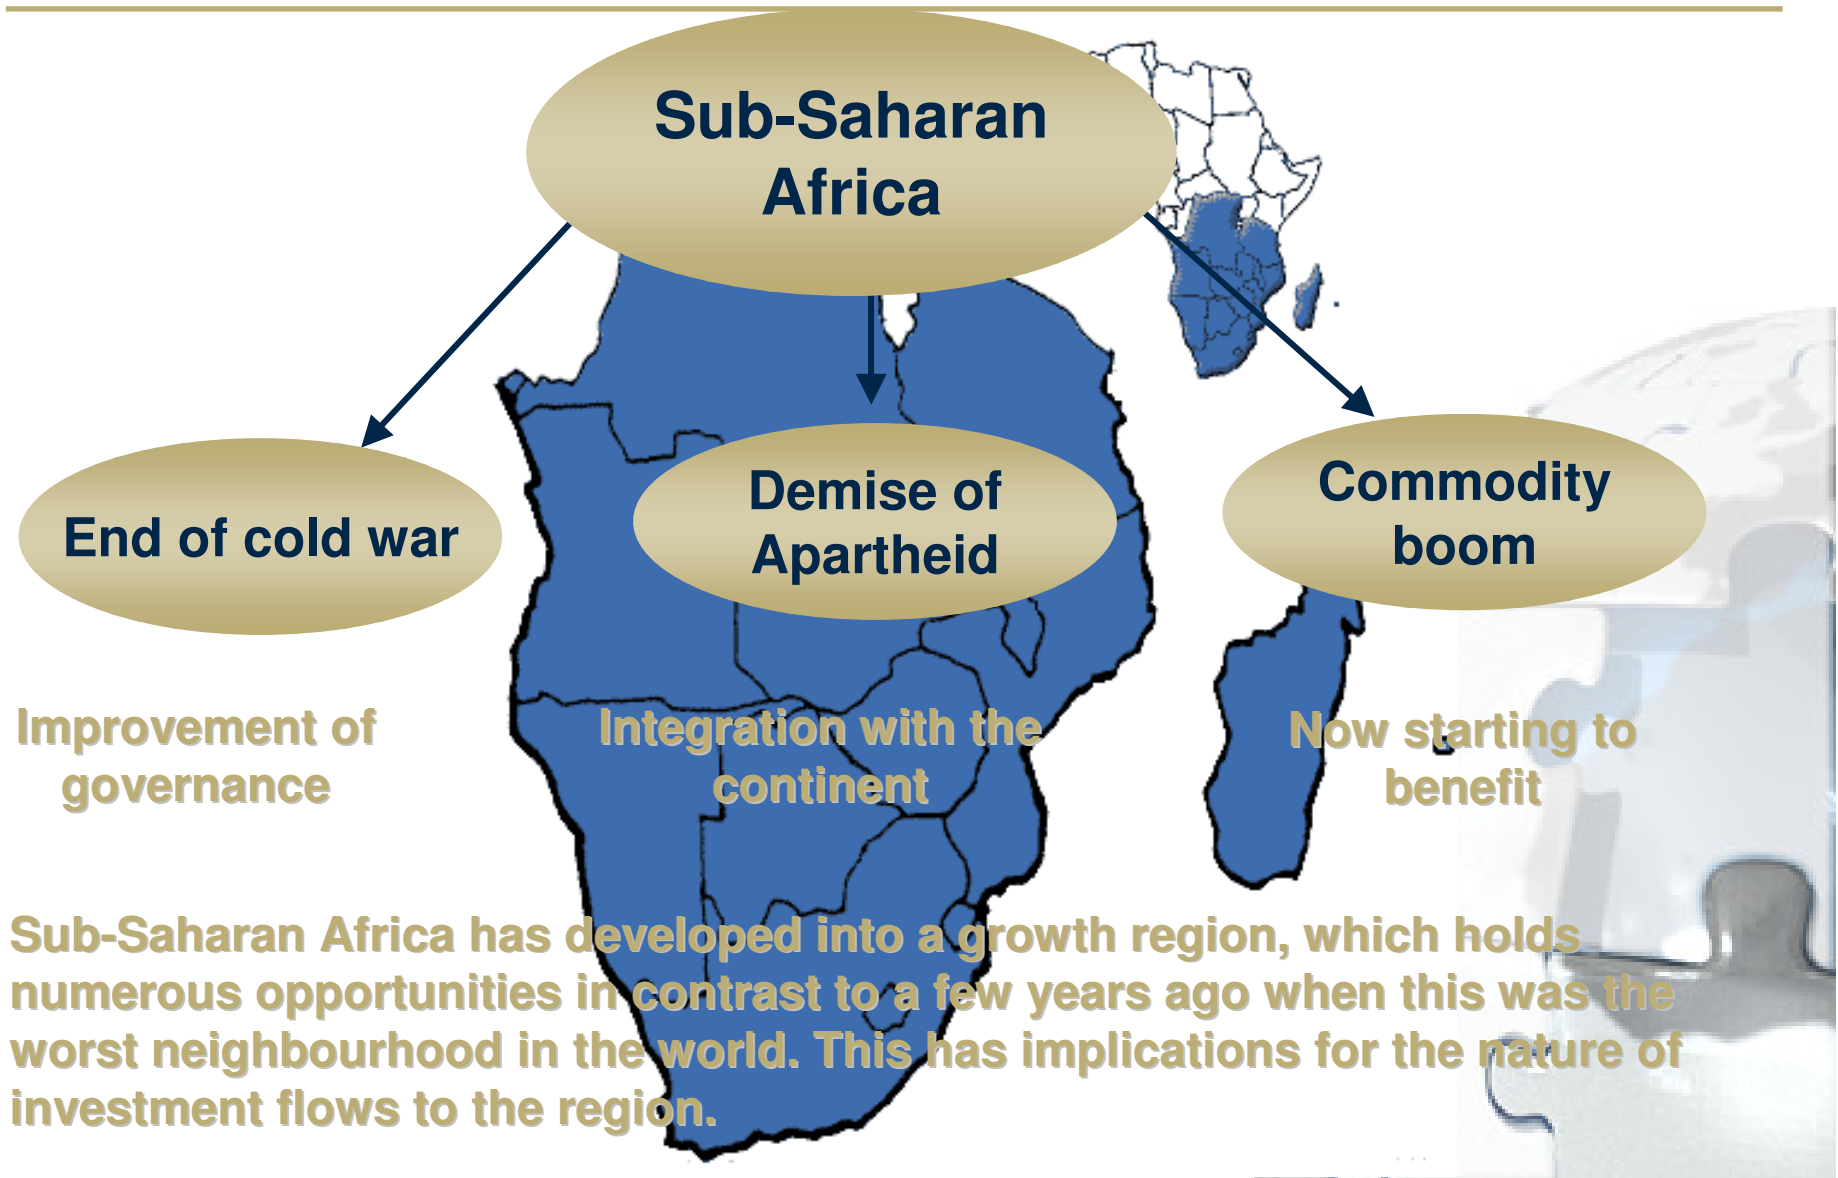 Sub-Saharan
Africa
End of cold war
Demise of
Apartheid
Commodity
boom
Improvement of
governance
Integration with the
continent
Now starting to
benefit
Sub-Saharan Africa has developed into a growth region, which holds
numerous opportunities in contrast to a few years ago when this was the
worst neighbourhood in the world. This has implications for the nature of
investment flows to the region.